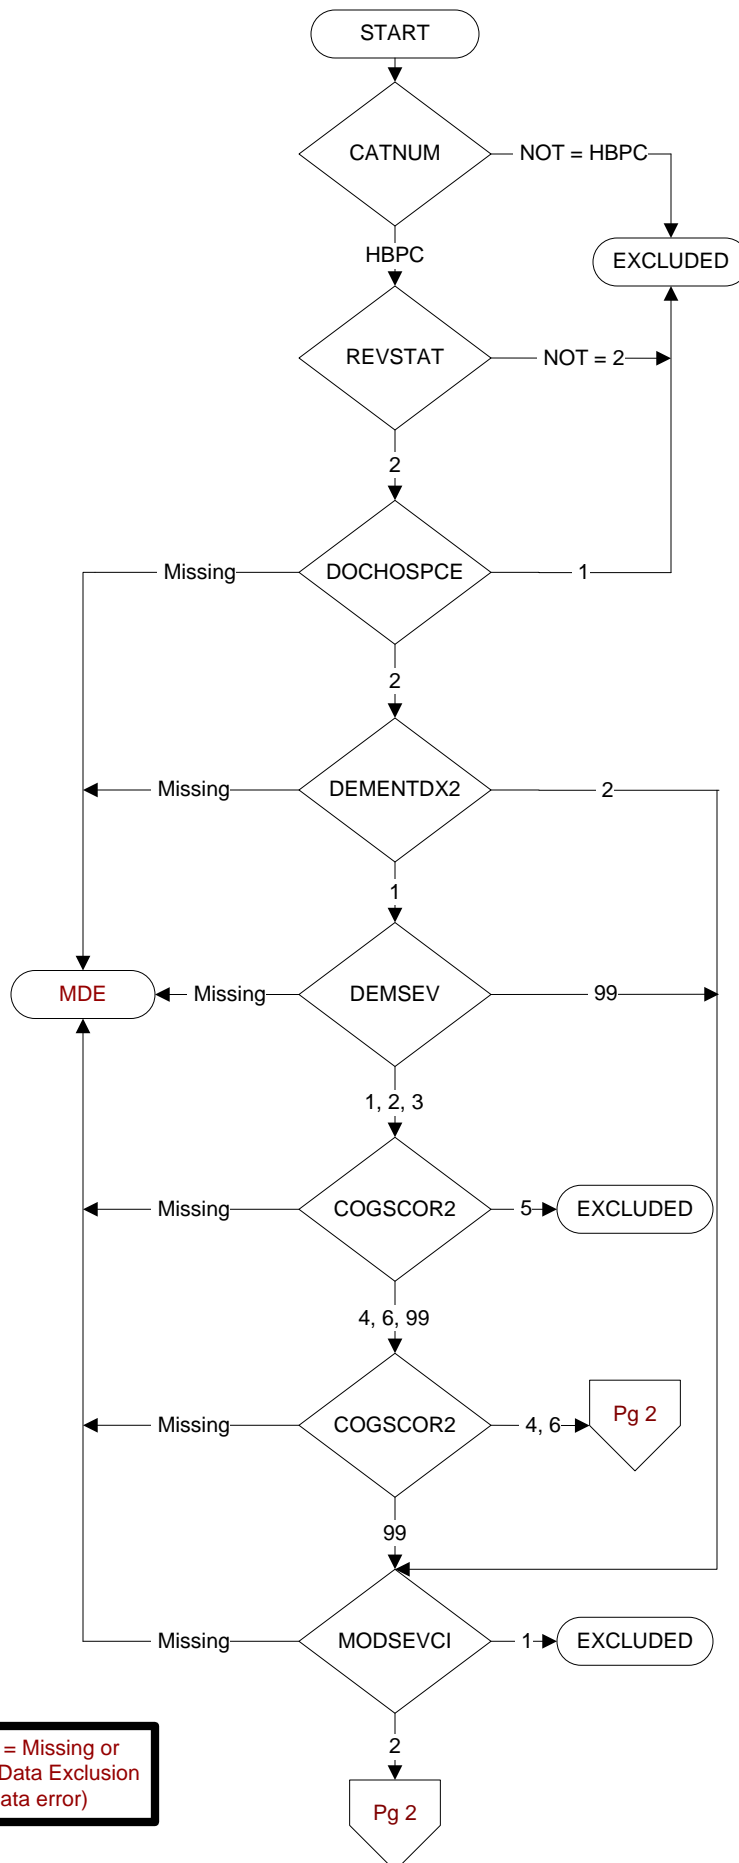 START
CATNUM
NOT = HBPC
HBPC
EXCLUDED
REVSTAT
NOT = 2
2
Missing
DOCHOSPCE
1
2
Missing
DEMENTDX2
2
1
MDE
Missing
DEMSEV
99
1, 2, 3
Missing
COGSCOR2
5
EXCLUDED
4, 6, 99
Missing
COGSCOR2
4, 6
Pg 2
99
Missing
MODSEVCI
1
EXCLUDED
= Missing or
Data Exclusion
ata error)
2
Pg 2